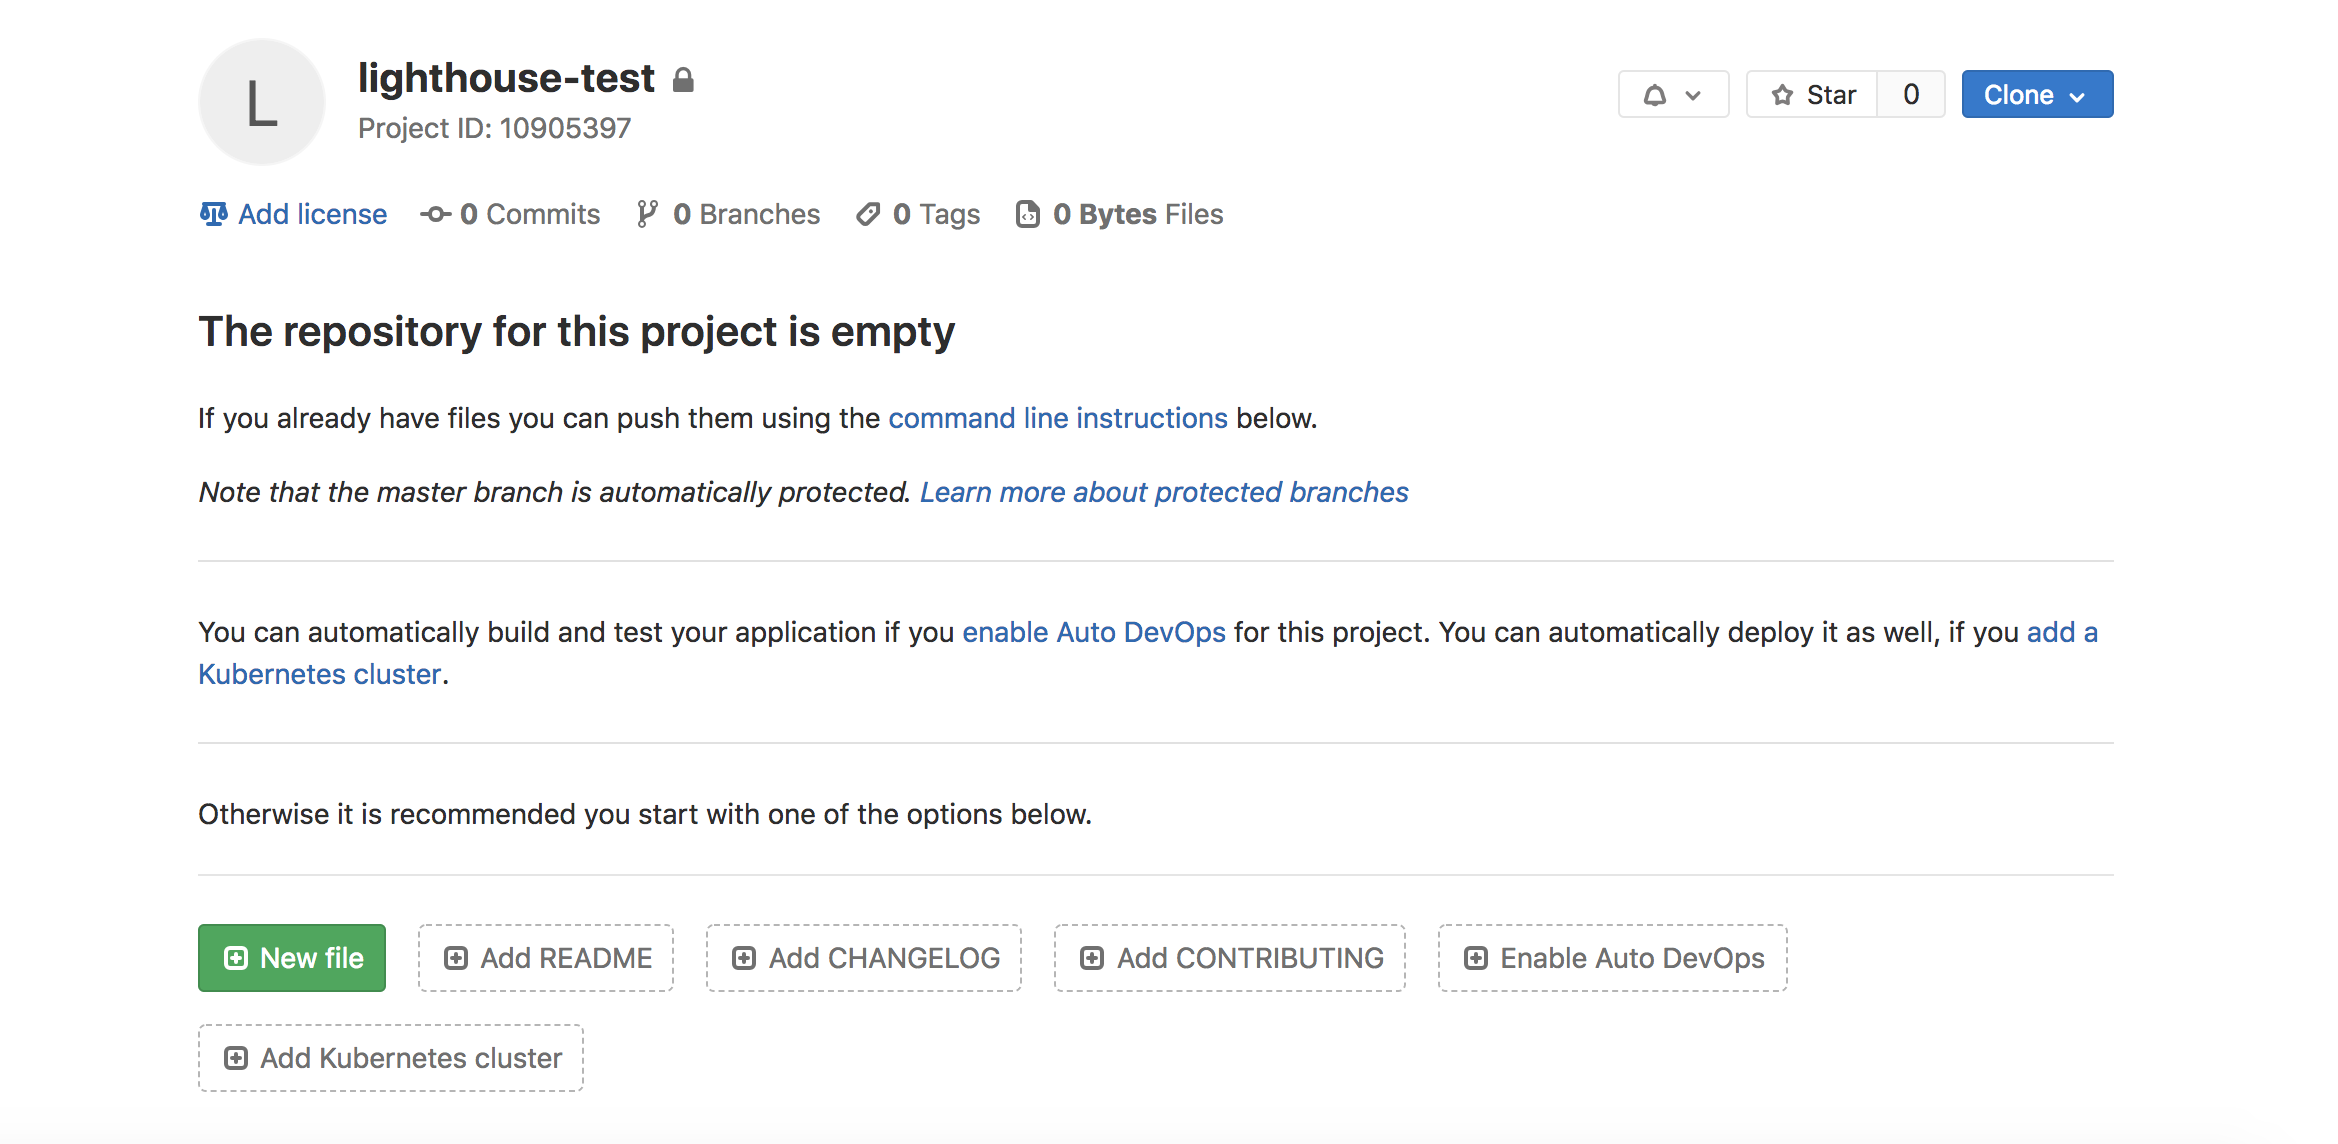 L
lighthouse-test
Project ID: 10905397
Star 0 Clone
Add license 0 Commits 0 Branches 0 Tags 0 Bytes Files
The repository for this project is empty
If you already have files you can push them using the command line instructions below.
Note that the master branch is automatically protected. Learn more about protected branches
You can automatically build and test your application if you enable Auto DevOps for this project. You can automatically deploy it as well, if you add a
Kubernetes cluster.
Otherwise it is recommended you start with one of the options below.
New file Add README Add CHANGELOG Add CONTRIBUTING Enable Auto DevOps
Add Kubernetes cluster